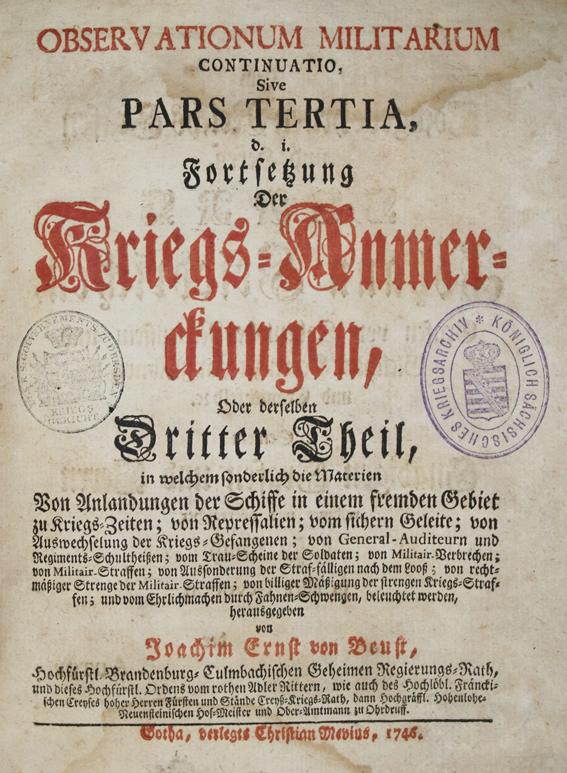 OBSERVATIONUM MILITARIUM
CONTINUATIO,
Sive
PARS TERTIA,
d. i.
Fortsetzung
Der
Kriegs-Anmer-
ckungen,
Oder derselben
Dritter Theil,
in welchem sonderlich die Materien
Von Anlandungen der Schiffe in einem fremden Gebiet
zu Kriegs-Zeiten; von Repressalien; vom sichern Geleite; von
Auswechselung der Kriegs-Gefangenen; von General-Auditeurn und
Regiments-Schultheißen; vom Trau-Scheine der Soldaten; von Militair-Verbrechen;
von Militair-Straffen; von Aussonderung der Straf-fälligen nach dem Looß; von recht-
mäßiger Strenge der Militair-Straffen; von billiger Mäßigung der strengen Kriegs-Straf-
fen; und vom Ehrlichmachen durch Fahnen-Schwengen, beleuchtet werden,
herausgegeben
von
Joachim Ernst von Beust,
Hochfürstl. Brandenburg-Culmbachischen Geheimen Regierungs-Rath,
und dieses Hochfürstl. Ordens vom rothen Adler Rittern, wie auch des Hochlöbl. Fräncki-
schen Creyses hoher Herren Fürsten und Stände Creyß-Kriegs-Rath, dann Hochgräffl. Hohenlohe-
Neuensteinischen Hof-Meister und Ober-Amtmann zu Ohrdruff.
Gotha, verlegts Christian Mevius, 1746.
KÖNIGLICH SÄCHSISCHES KRIEGSARCHIV